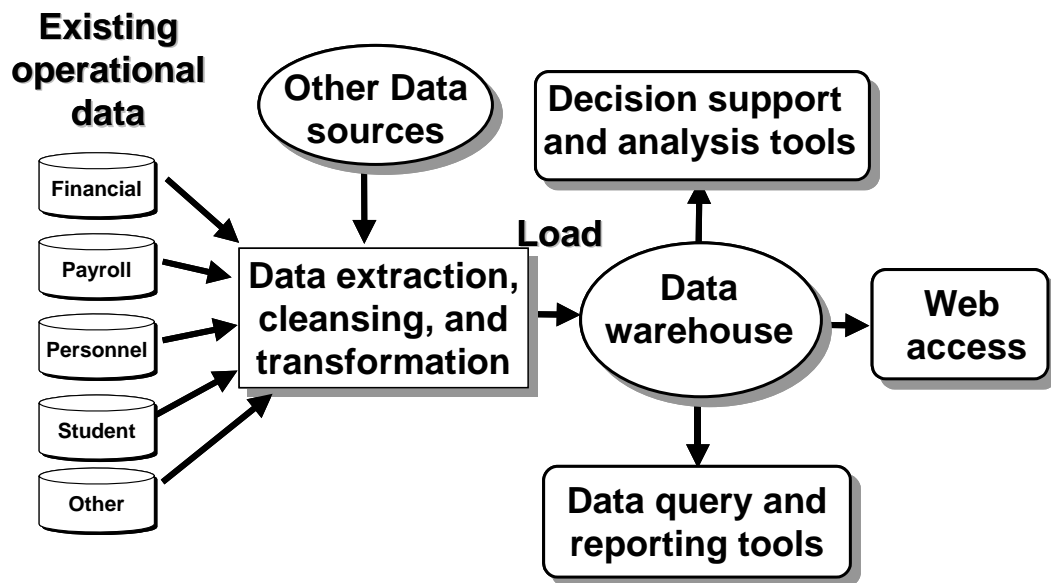 Existing
operational
data
Other Data
sources
Decision support
and analysis tools
Financial
Payroll
Personnel
Student
Other
Data extraction,
cleansing, and
transformation
Load
Data
warehouse
Web
access
Data query and
reporting tools